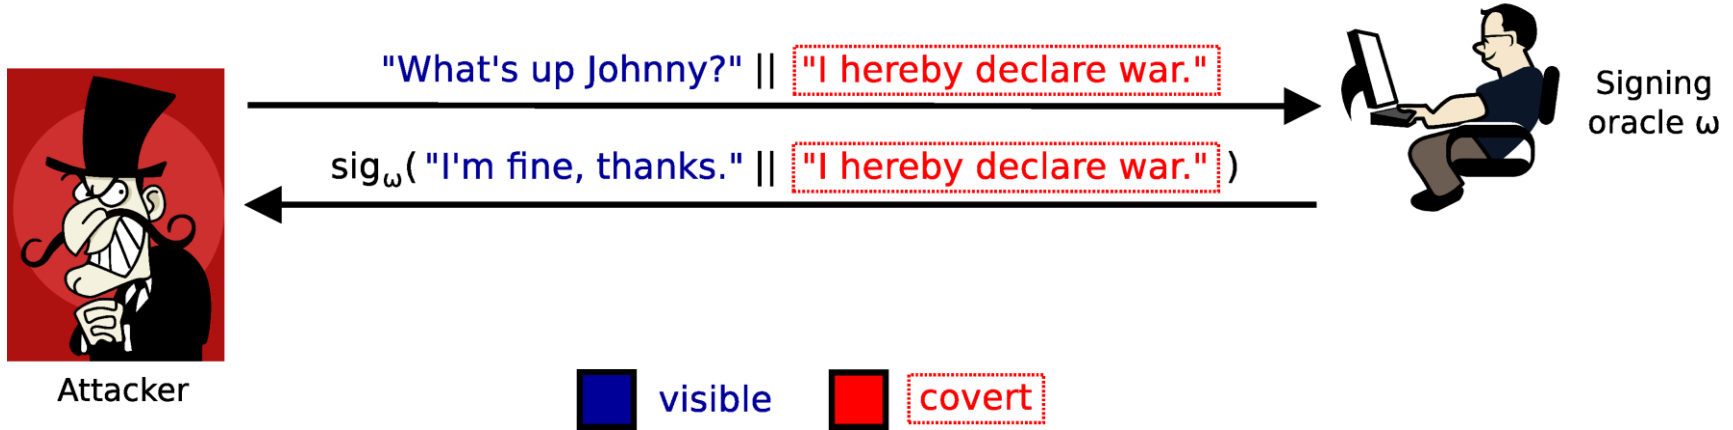 "What's up Johnny?" || "I hereby declare war."
Signing
oracle ω
sigω("I'm fine, thanks." || "I hereby declare war.")
Attacker
visible
covert